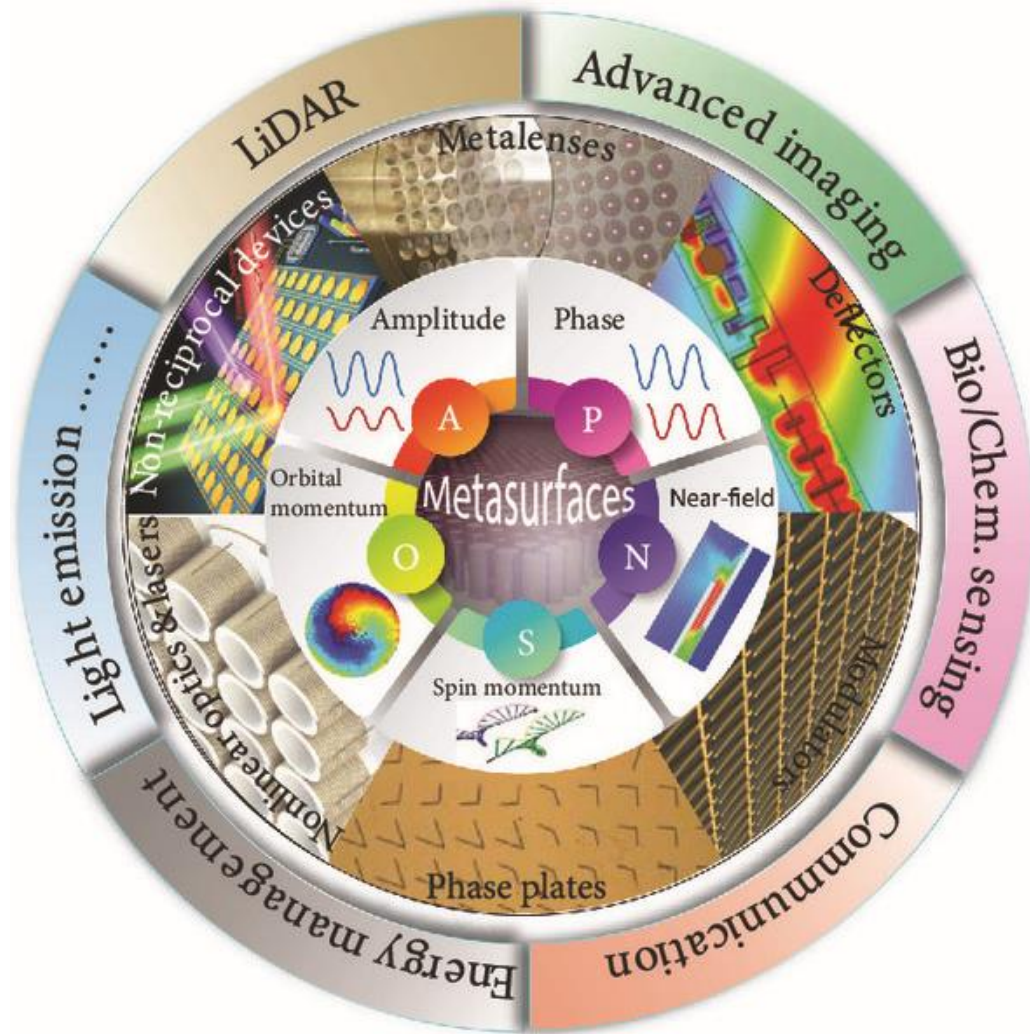 LiDAR
Advanced imaging
Bio/Chem. sensing
Communication
Energy management
Light emission ......
Metalenses
Deflectors
Modulators
Phase plates
Nonlinear optics & lasers
Non-reciprocal devices
Amplitude
Phase
Near-field
Spin momentum
Orbital
momentum
A
P
N
S
O
Metasurfaces